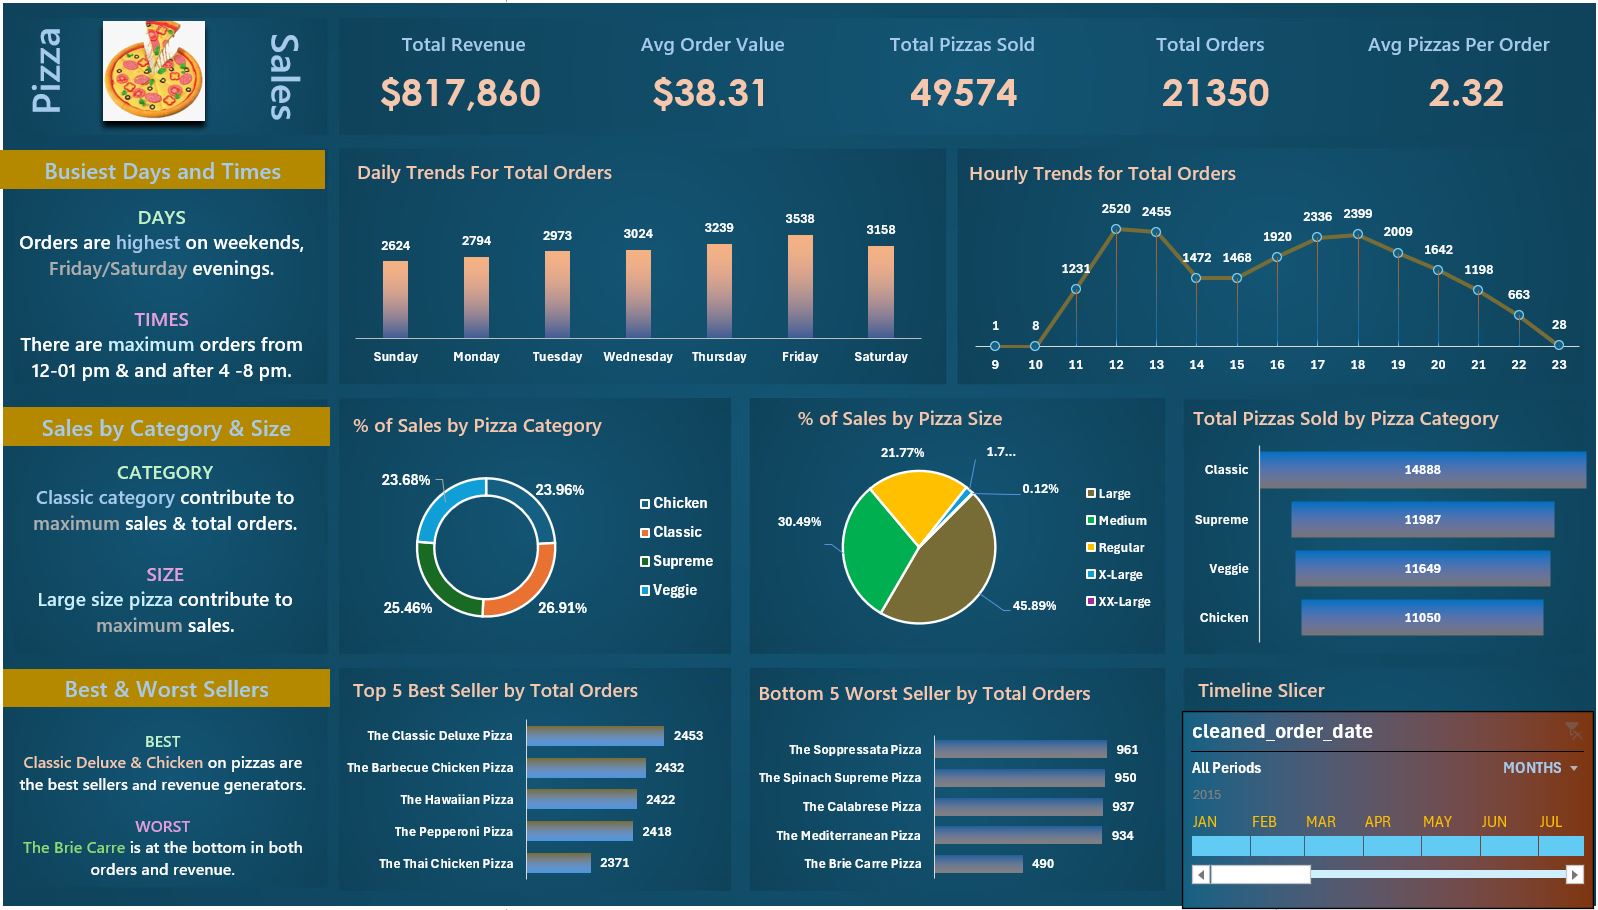 Pizza
Sales
Total Revenue
$817,860
Avg Order Value
$38.31
Total Pizzas Sold
49574
Total Orders
21350
Avg Pizzas Per Order
2.32
Busiest Days and Times
DAYS
Orders are highest on weekends,
Friday/Saturday evenings.
TIMES
There are maximum orders from
12-01 pm & and after 4 -8 pm.
Daily Trends For Total Orders
2624
2794
2973
3024
3239
3538
3158
Sunday
Monday
Tuesday
Wednesday
Thursday
Friday
Saturday
Hourly Trends for Total Orders
1
8
1231
2520
2455
1472
1468
1920
2336
2399
2009
1642
1198
663
28
9
10
11
12
13
14
15
16
17
18
19
20
21
22
23
Sales by Category & Size
CATEGORY
Classic category contribute to
maximum sales & total orders.
SIZE
Large size pizza contribute to
maximum sales.
% of Sales by Pizza Category
23.68%
23.96%
25.46%
26.91%
Chicken
Classic
Supreme
Veggie
% of Sales by Pizza Size
21.77%
1.7...
0.12%
30.49%
45.89%
Large
Medium
Regular
X-Large
XX-Large
Total Pizzas Sold by Pizza Category
Classic 14888
Supreme 11987
Veggie 11649
Chicken 11050
Best & Worst Sellers
BEST
Classic Deluxe & Chicken on pizzas are
the best sellers and revenue generators.
WORST
The Brie Carre is at the bottom in both
orders and revenue.
Top 5 Best Seller by Total Orders
The Classic Deluxe Pizza 2453
The Barbecue Chicken Pizza 2432
The Hawaiian Pizza 2422
The Pepperoni Pizza 2418
The Thai Chicken Pizza 2371
Bottom 5 Worst Seller by Total Orders
The Soppressata Pizza 961
The Spinach Supreme Pizza 950
The Calabrese Pizza 937
The Mediterranean Pizza 934
The Brie Carre Pizza 490
Timeline Slicer
cleaned_order_date
All Periods MONTHS
2015
JAN FEB MAR APR MAY JUN JUL